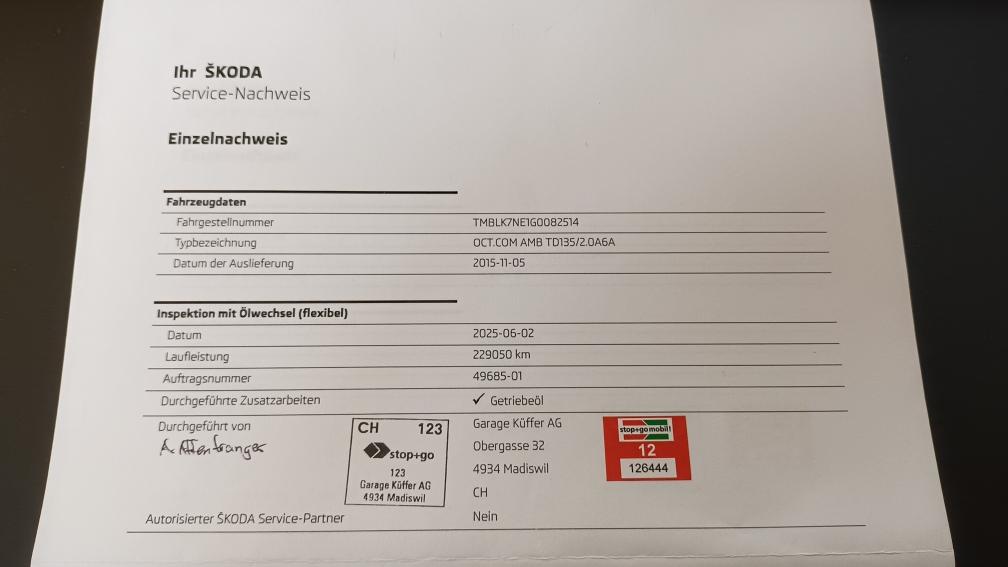 Ihr ŠKODA
Service-Nachweis
Einzelnachweis
Fahrzeugdaten
Fahrgestellnummer TMBLK7NE1G0082514
Typbezeichnung OCT.COM AMB TD135/2.0A6A
Datum der Auslieferung 2015-11-05
Inspektion mit Ölwechsel (flexibel)
Datum 2025-06-02
Laufleistung 229050 km
Auftragsnummer 49685-01
Durchgeführte Zusatzarbeiten ✓ Getriebeöl
Durchgeführt von
CH 123
stop+go
123
Garage Küffer AG
4934 Madiswil
Garage Küffer AG
Obergasse 32
4934 Madiswil
CH
stop+go mobil!
12
126444
Autorisierter ŠKODA Service-Partner Nein